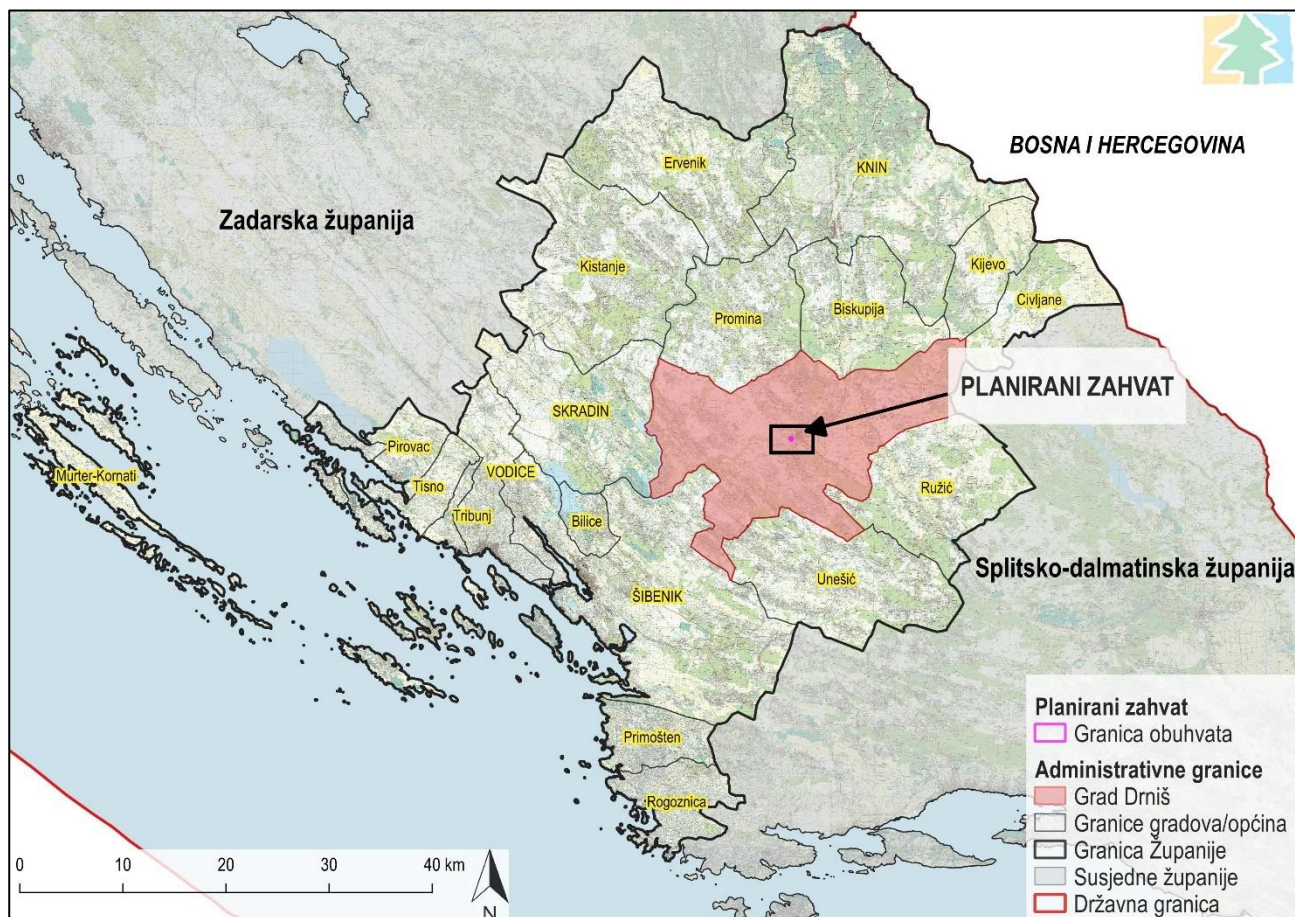 BOSNA I HERCEGOVINA
Ervenik
KNIN
Zadarska županija
Kistanje
Kijevo
Civljane
Promina
Biskupija
PLANIRANI ZAHVAT
SKRADIN
Pirovac
Murter-Kornati
Tisno
VODICE
Tribunj
Bilice
Ružić
Splitsko-dalmatinska županija
Unešić
ŠIBENIK
Primošten
Rogoznica
Planirani zahvat
Granica obuhvata
Administrativne granice
Grad Drniš
Granice gradova/općina
Granica Županije
Susjedne županije
Državna granica
0 10 20 30 40 km
N